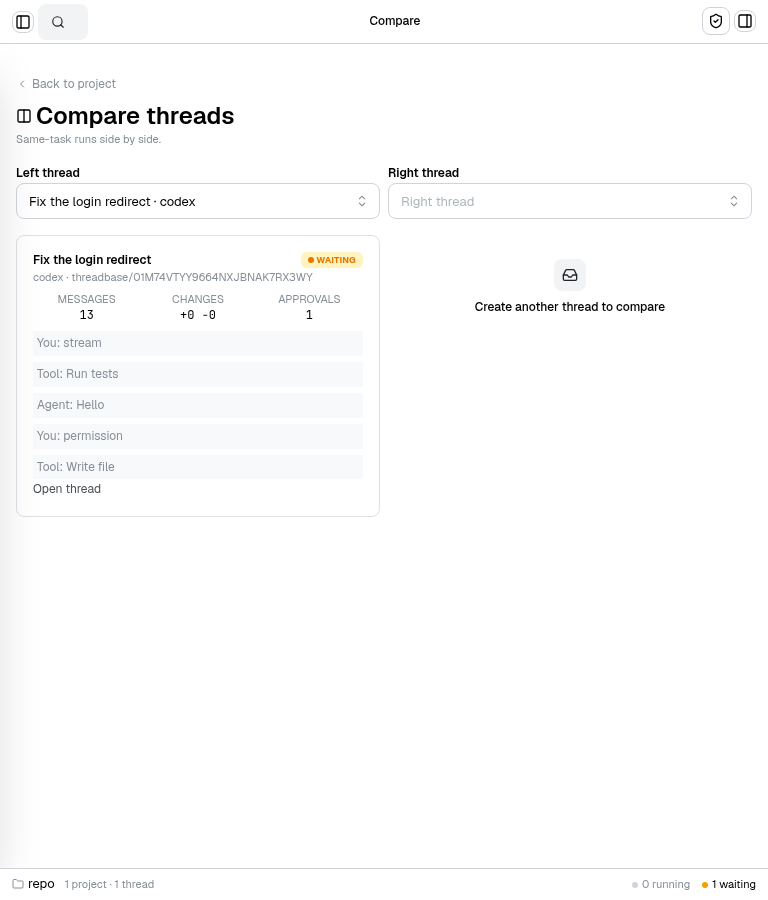 Compare
Back to project
Compare threads
Same-task runs side by side.
Left thread
Right thread
Fix the login redirect · codex
Right thread
Fix the login redirect
WAITING
codex · threadbase/01M74VTYY9664NXJBNAK7RX3WY
MESSAGES
CHANGES
APPROVALS
13
+0 -0
1
You: stream
Tool: Run tests
Agent: Hello
You: permission
Tool: Write file
Open thread
Create another thread to compare
repo
1 project · 1 thread
0 running
1 waiting